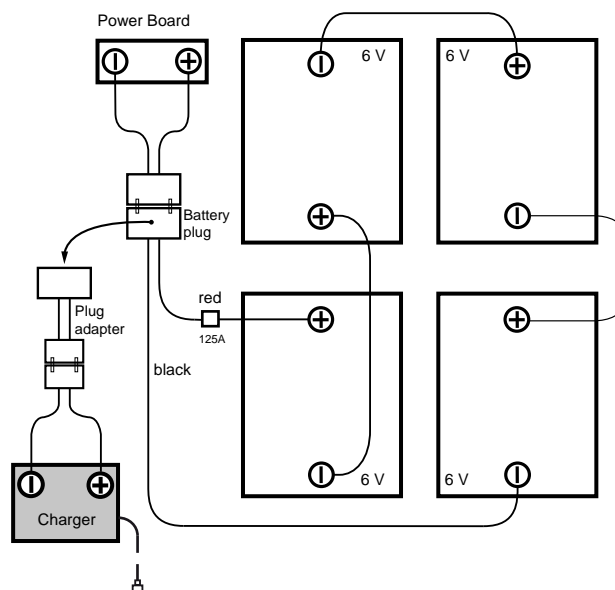 Power Board
6 V
6 V
Battery
plug
Plug
adapter
red
125A
black
6 V
6 V
Charger